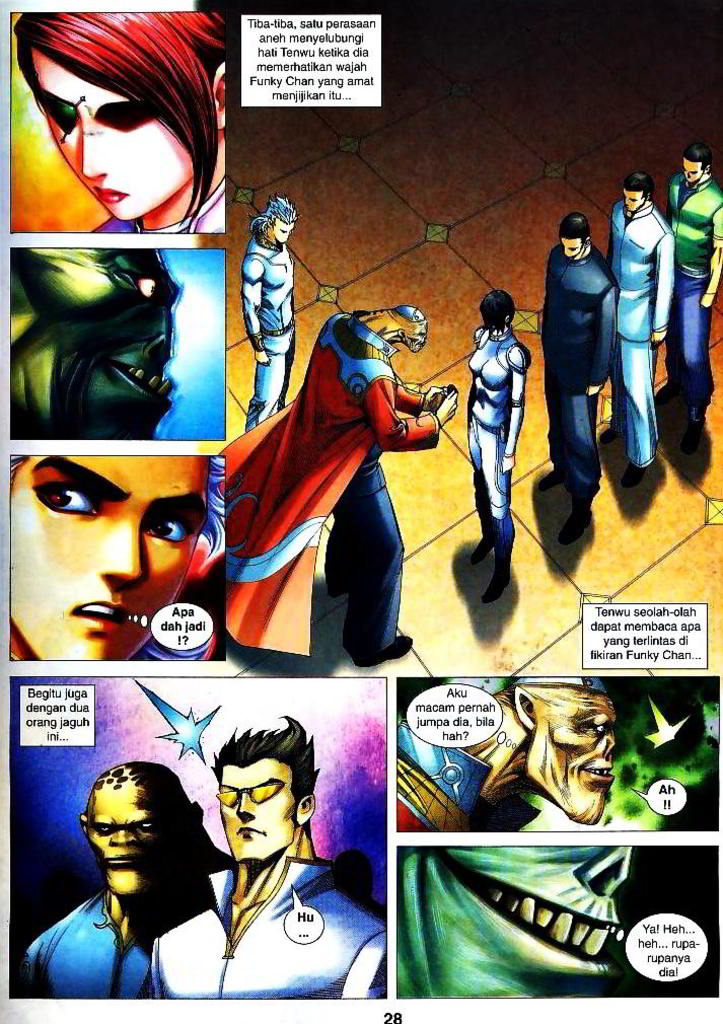 Tiba-tiba, satu perasaan
aneh menyelubungi
hati Tenwu ketika dia
memerhatikan wajah
Funky Chan yang amat
menjijikan itu...
Apa
dah jadi
!?
Tenwu seolah-olah
dapat membaca apa
yang terlintas di
fikiran Funky Chan...
Begitu juga
dengan dua
orang jaguh
ini...
Hu
...
Aku
macam pernah
jumpa dia, bila
hah?
Ah
!!
Ya! Heh...
heh... rupa-
rupanya
dia!
28